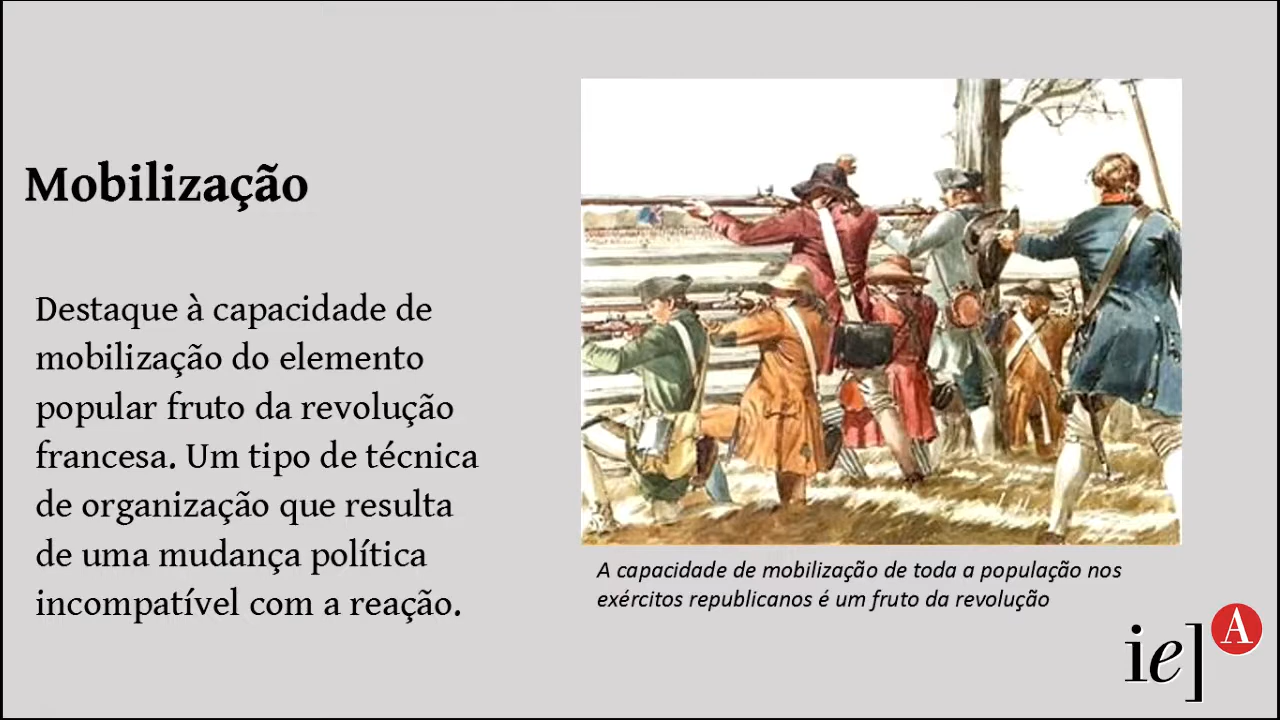 Mobilização
Destaque à capacidade de
mobilização do elemento
popular fruto da revolução
francesa. Um tipo de técnica
de organização que resulta
de uma mudança política
incompatível com a reação.
A capacidade de mobilização de toda a população nos
exércitos republicanos é um fruto da revolução
ie] A